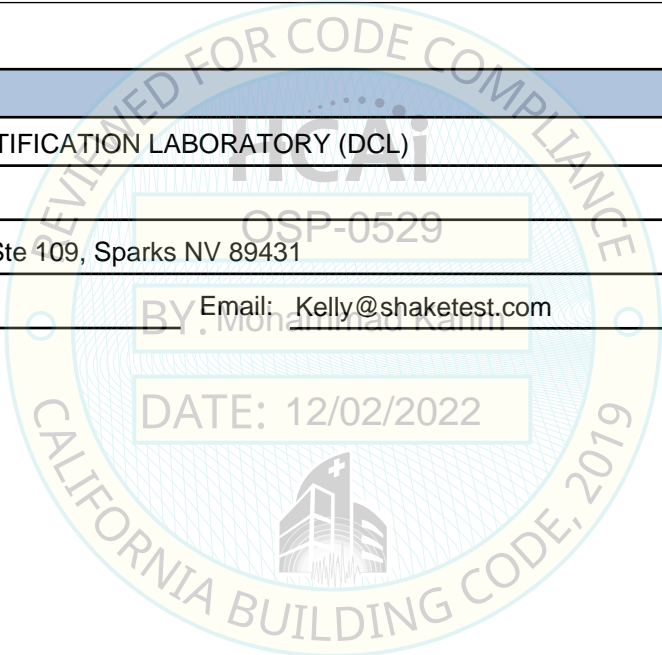 REVIEWED FOR CODE COMPLIANCE
HCAi
TIFICATION LABORATORY (DCL)
OSP-0529
Ste 109, Sparks NV 89431
Email: Kelly@shaketest.com
BY: Mohammad Karim
DATE: 12/02/2022
CALIFORNIA BUILDING CODE, 2019